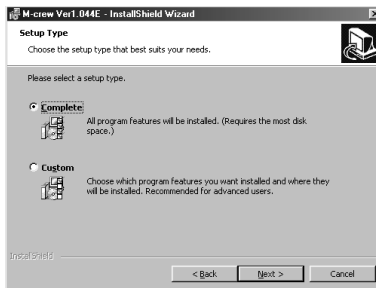 M-crew Ver1.044E - InstallShield Wizard
Setup Type
Choose the setup type that best suits your needs.
Please select a setup type.
Complete
All program features will be installed. (Requires the most disk
space.)
Custom
Choose which program features you want installed and where they
will be installed. Recommended for advanced users.
InstallShield
< Back Next > Cancel